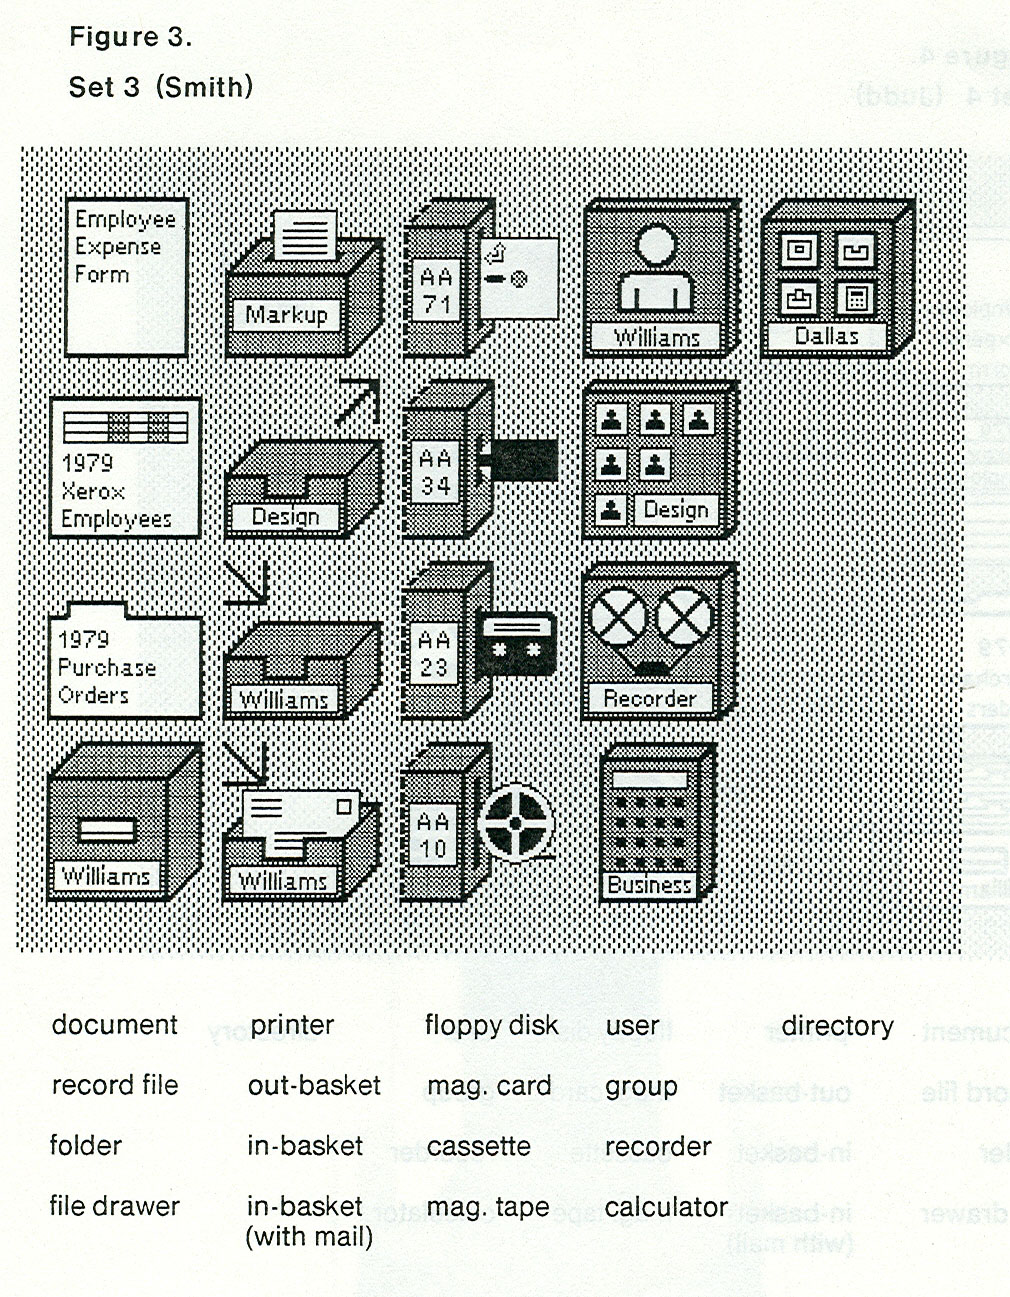 Figure 3.
Set 3 (Smith)
Employee
Expense
Form
Markup
AA
71
Williams
Dallas
1979
Xerox
Employees
Design
AA
34
Design
1979
Purchase
Orders
Williams
AA
23
Recorder
Williams
Williams
AA
10
Business
document printer floppy disk user directory
record file out-basket mag. card group
folder in-basket cassette recorder
file drawer in-basket mag. tape calculator
(with mail)